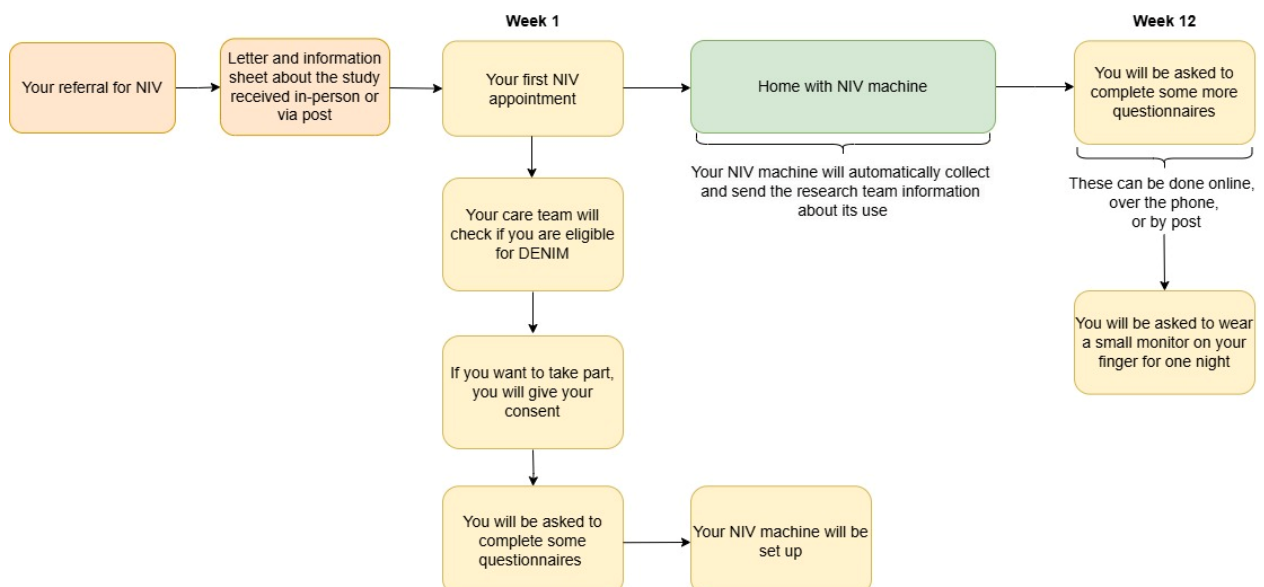 Week 1
Week 12
Your referral for NIV
Letter and information
sheet about the study
received in-person or
via post
Your first NIV
appointment
Home with NIV machine
You will be asked to
complete some more
questionnaires
Your NIV machine will automatically collect
and send the research team information
about its use
These can be done online,
over the phone,
or by post
Your care team will
check if you are eligible
for DENIM
You will be asked to wear
a small monitor on your
finger for one night
If you want to take part,
you will give your
consent
You will be asked to
complete some
questionnaires
Your NIV machine will be
set up